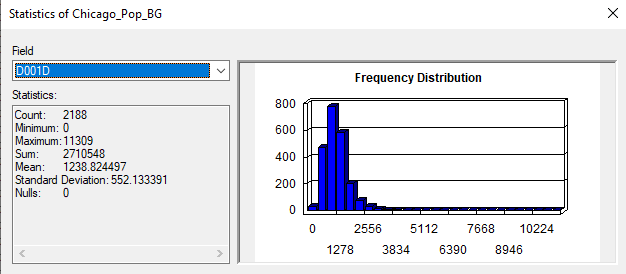 Statistics of Chicago_Pop_BG
Field
D001D
Statistics:
Count: 2188
Minimum: 0
Maximum: 11309
Sum: 2710548
Mean: 1238.824497
Standard Deviation: 552.133391
Nulls: 0
Frequency Distribution
800
600
400
200
0
0 2556 5112 7668 10224
1278 3834 6390 8946